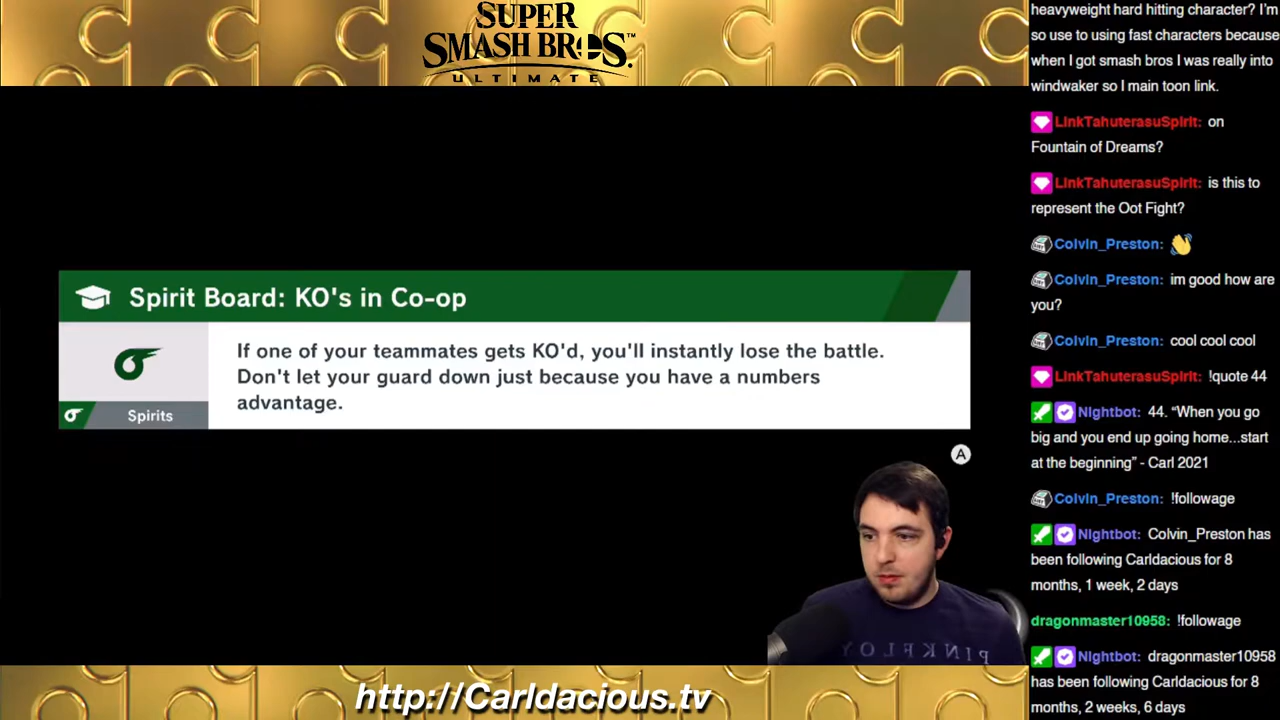 SUPER
SMASH BROS.™
ULTIMATE
Spirit Board: KO's in Co-op
If one of your teammates gets KO'd, you'll instantly lose the battle.
Don't let your guard down just because you have a numbers
advantage.
Spirits
A
PINK FLOY
http://Carldacious.tv
heavyweight hard hitting character? I'm
so use to using fast characters because
when I got smash bros I was really into
windwaker so I main toon link.
LinkTahuterasuSpirit: on
Fountain of Dreams?
LinkTahuterasuSpirit: is this to
represent the Oot Fight?
Colvin_Preston: 👋
Colvin_Preston: im good how are
you?
Colvin_Preston: cool cool cool
LinkTahuterasuSpirit: !quote 44
Nightbot: 44. “When you go
big and you end up going home...start
at the beginning” - Carl 2021
Colvin_Preston: !followage
Nightbot: Colvin_Preston has
been following Carldacious for 8
months, 1 week, 2 days
dragonmaster10958: !followage
Nightbot: dragonmaster10958
has been following Carldacious for 8
months, 2 weeks, 6 days